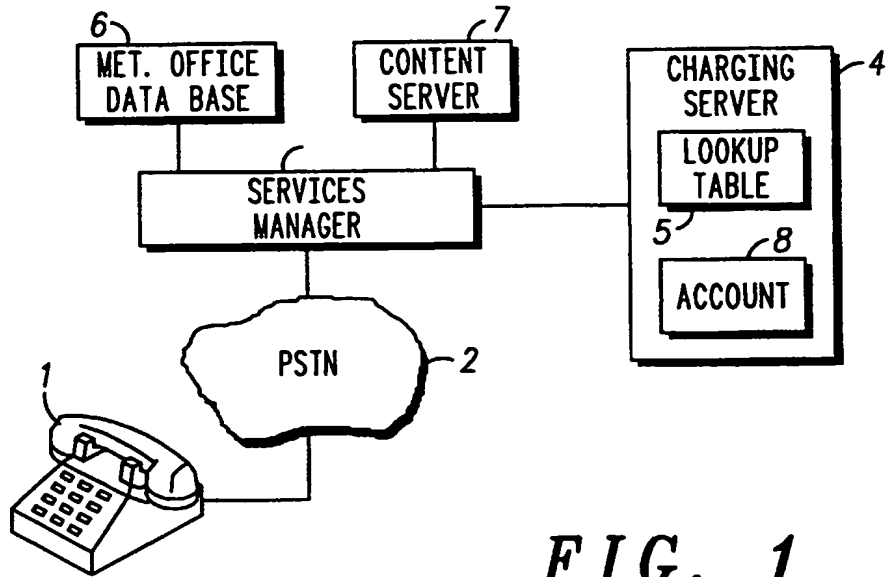 6
MET. OFFICE
DATA BASE
7
CONTENT
SERVER
CHARGING
SERVER
4
LOOKUP
TABLE
5
8
ACCOUNT
SERVICES
MANAGER
PSTN
2
1
FIG. 1